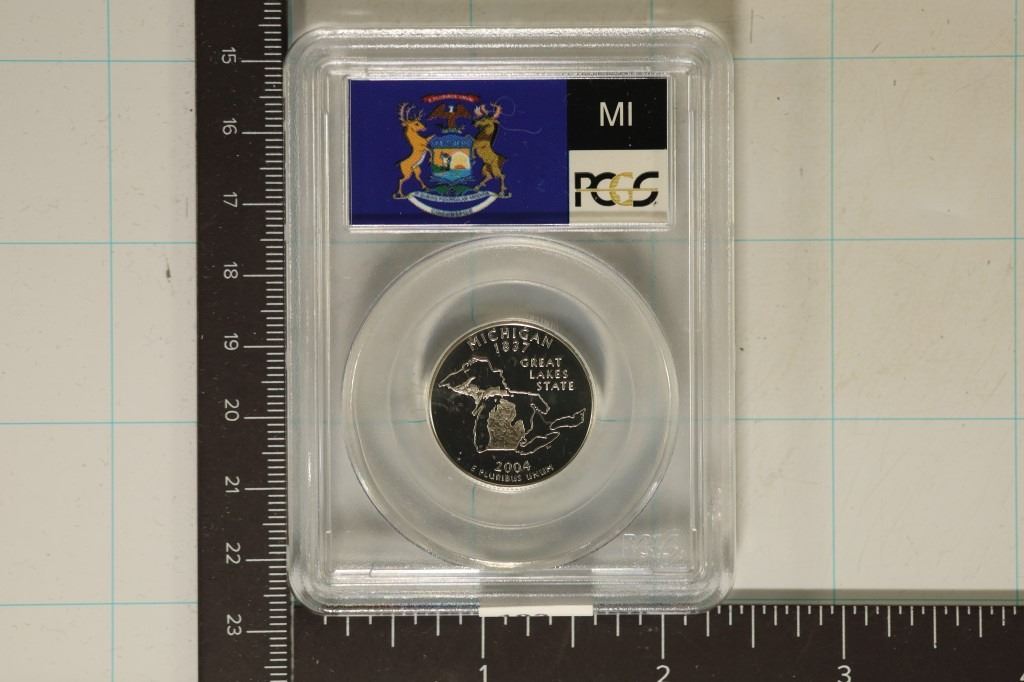 15
16
17
18
19
20
21
22
23
MI
PCGS
MICHIGAN
1837
GREAT
LAKES
STATE
2004
E PLURIBUS UNUM
PCGS
1
2
3